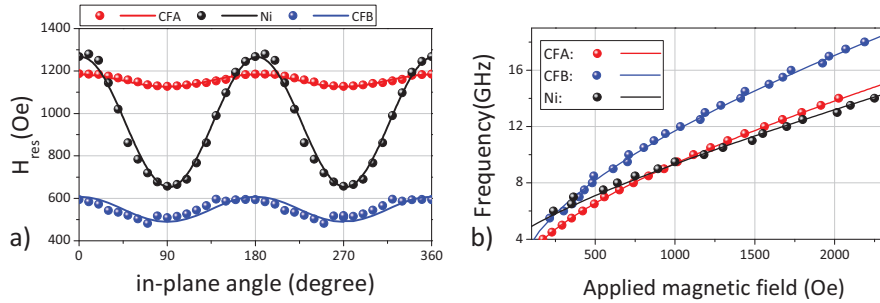 CFA Ni CFB
1400
1200
1000
800
600
400
H_res (Oe)
0 90 180 270 360
in-plane angle (degree)
a)
CFA:
CFB:
Ni:
16
12
8
4
Frequency(GHz)
500 1000 1500 2000
Applied magnetic field (Oe)
b)